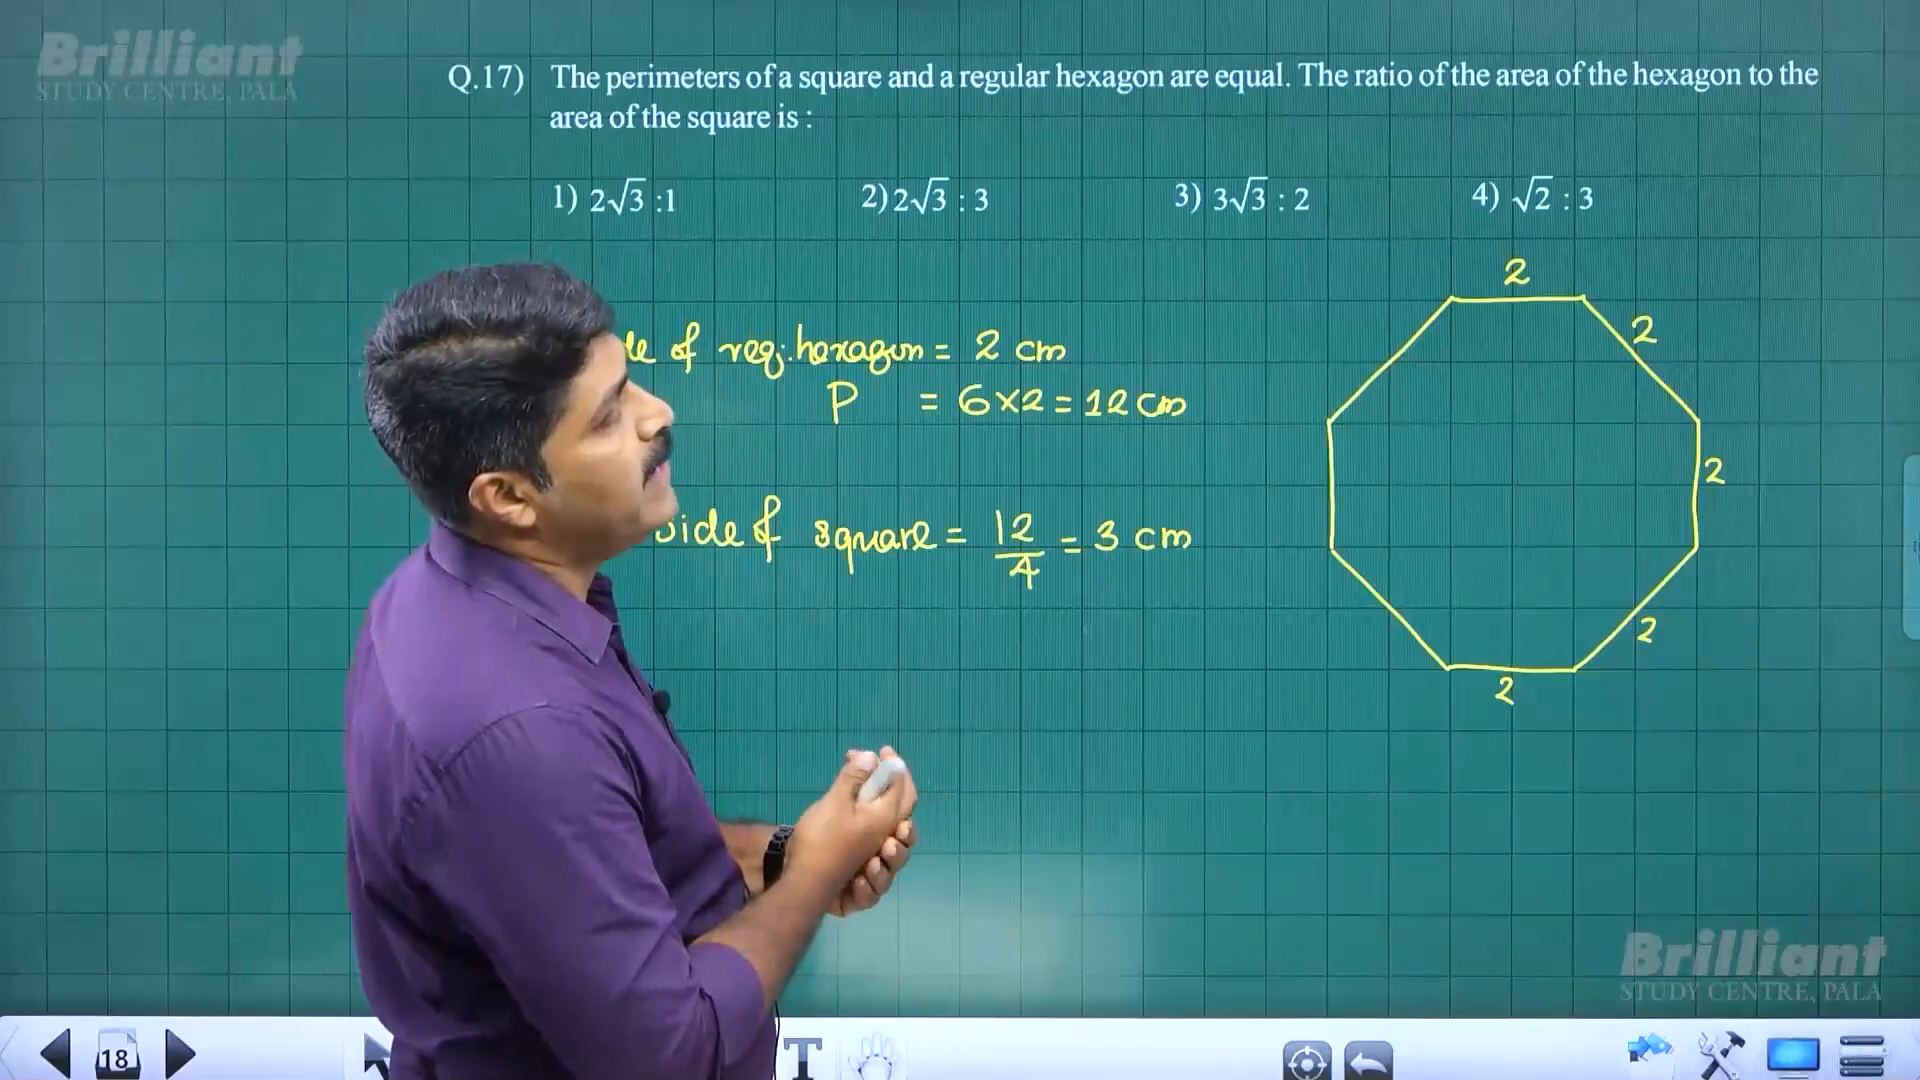 Brilliant
STUDY CENTRE, PALA
Q.17) The perimeters of a square and a regular hexagon are equal. The ratio of the area of the hexagon to the
area of the square is :
1) 2√3 :1 2) 2√3 : 3 3) 3√3 : 2 4) √2 : 3
of reg. hexagon = 2 cm
P = 6×2 = 12 cm
side of square = 12/4 = 3 cm
2
2
2
2
2
Brilliant
STUDY CENTRE, PALA
18
T